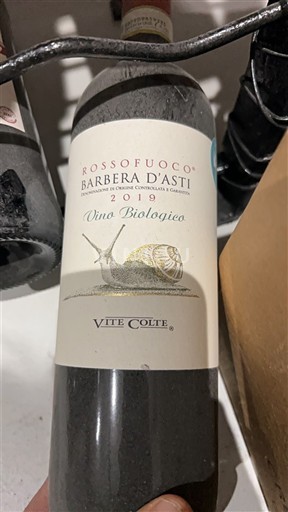 ROSSOFUOCO®
BARBERA D'ASTI
DENOMINAZIONE DI ORIGINE CONTROLLATA E GARANTITA
2019
Vino Biologico
VITE COLTE®